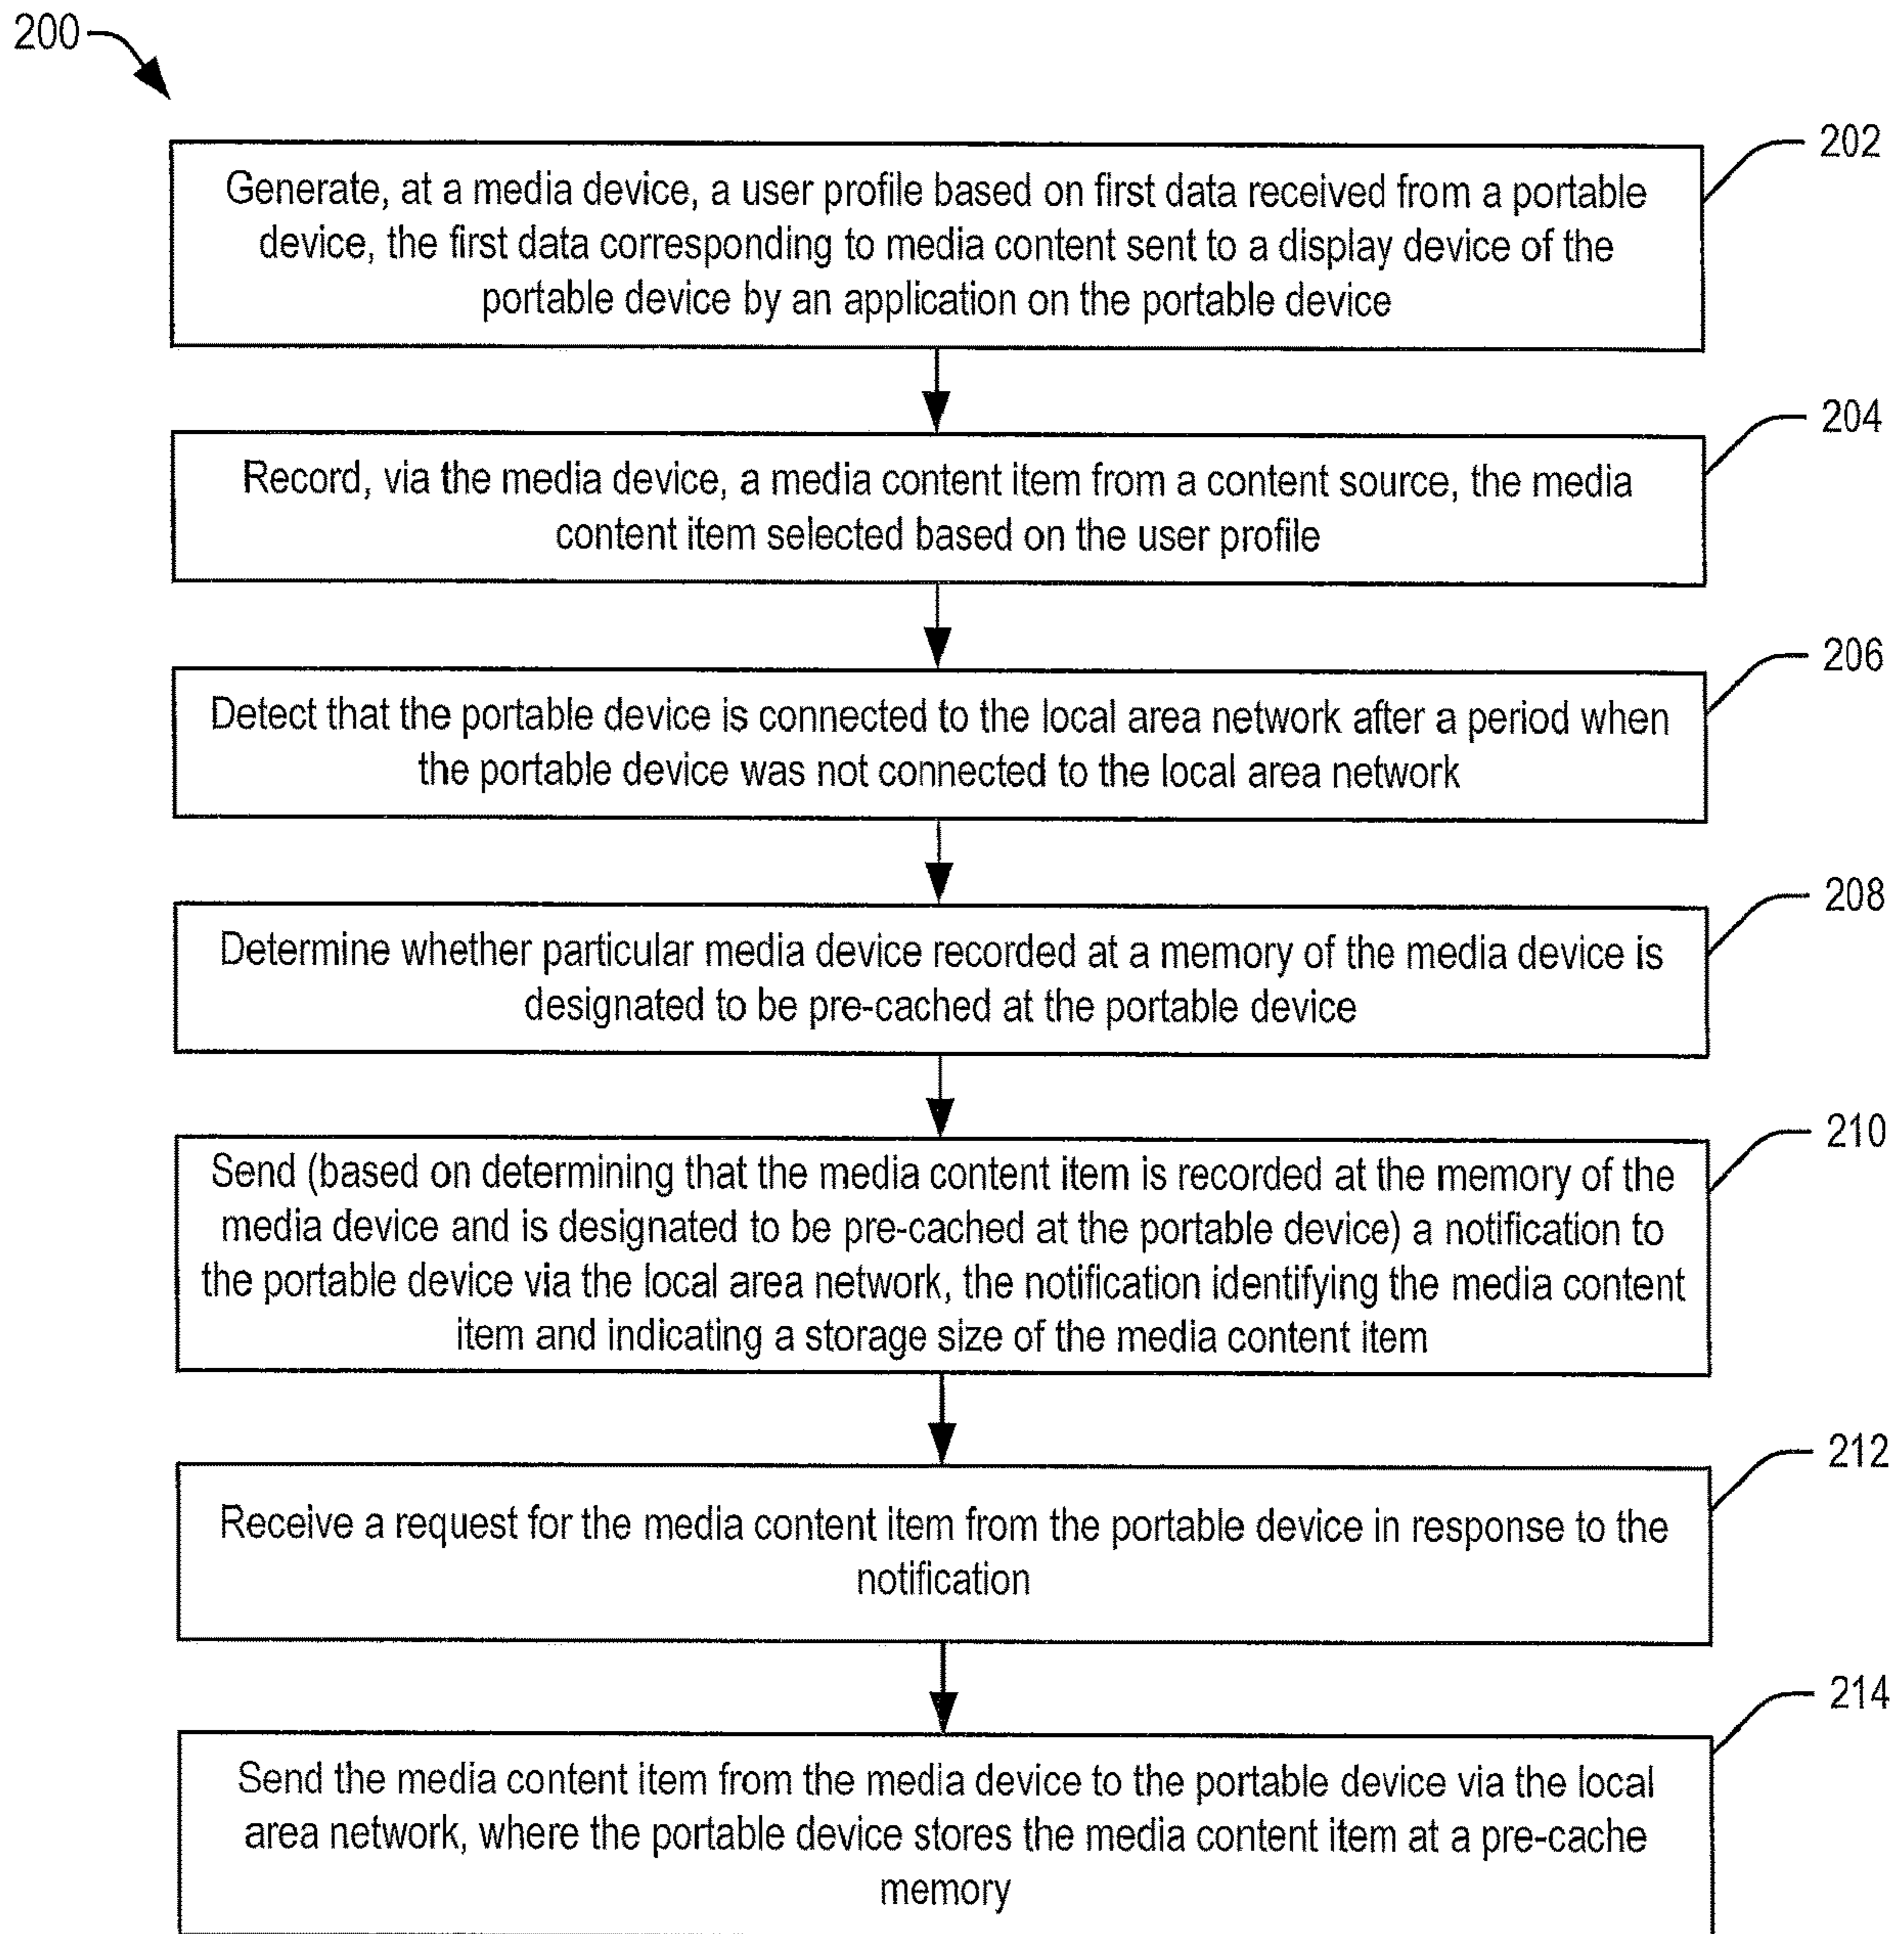 200
202
Generate, at a media device, a user profile based on first data received from a portable
device, the first data corresponding to media content sent to a display device of the
portable device by an application on the portable device
204
Record, via the media device, a media content item from a content source, the media
content item selected based on the user profile
206
Detect that the portable device is connected to the local area network after a period when
the portable device was not connected to the local area network
208
Determine whether particular media device recorded at a memory of the media device is
designated to be pre-cached at the portable device
210
Send (based on determining that the media content item is recorded at the memory of the
media device and is designated to be pre-cached at the portable device) a notification to
the portable device via the local area network, the notification identifying the media content
item and indicating a storage size of the media content item
212
Receive a request for the media content item from the portable device in response to the
notification
214
Send the media content item from the media device to the portable device via the local
area network, where the portable device stores the media content item at a pre-cache
memory